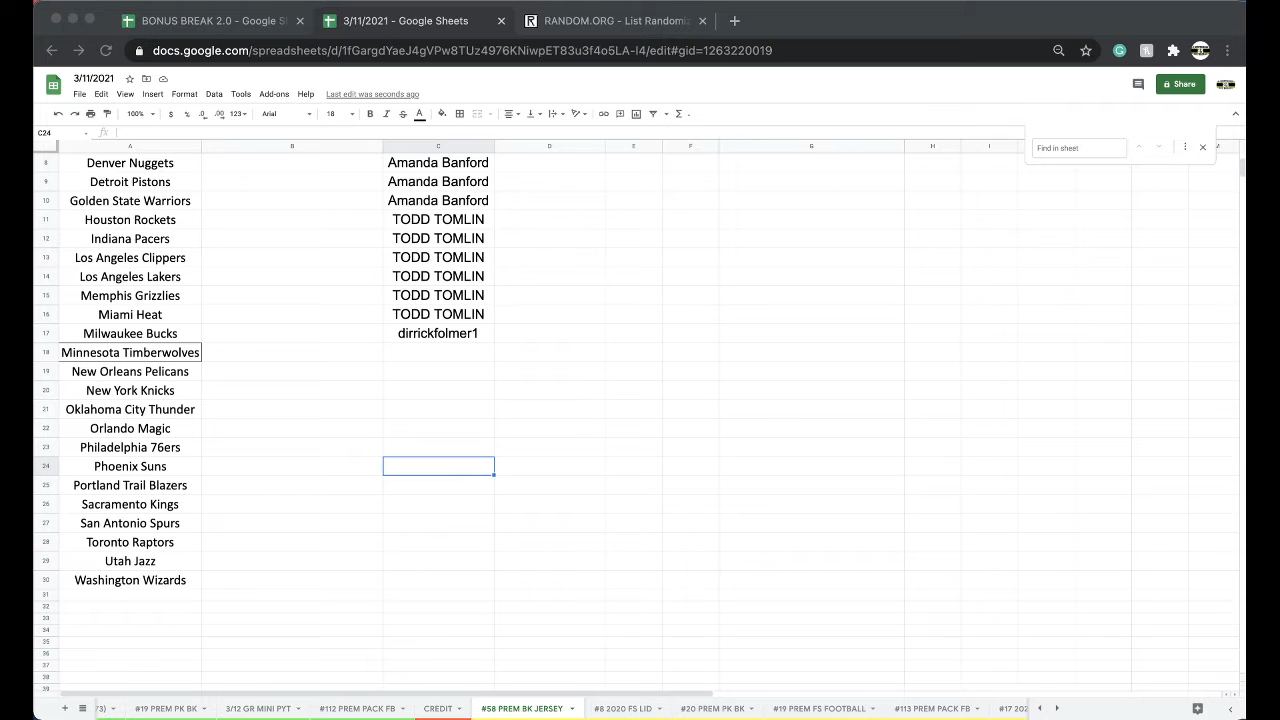 BONUS BREAK 2.0 - Google S
3/11/2021 - Google Sheets
RANDOM.ORG - List Randomiz
docs.google.com/spreadsheets/d/1fGargdYaeJ4gVPw8TUz4976KNiwpET83u3f4o5LA-I4/edit#gid=1263220019
3/11/2021
File Edit View Insert Format Data Tools Add-ons Help Last edit was seconds ago
Share
100% $ % .0 .00 123 Arial 18 B I S A
C24 fx
Find in sheet
A B C D E F G H I
8 Denver Nuggets Amanda Banford
9 Detroit Pistons Amanda Banford
10 Golden State Warriors Amanda Banford
11 Houston Rockets TODD TOMLIN
12 Indiana Pacers TODD TOMLIN
13 Los Angeles Clippers TODD TOMLIN
14 Los Angeles Lakers TODD TOMLIN
15 Memphis Grizzlies TODD TOMLIN
16 Miami Heat TODD TOMLIN
17 Milwaukee Bucks dirrickfolmer1
18 Minnesota Timberwolves
19 New Orleans Pelicans
20 New York Knicks
21 Oklahoma City Thunder
22 Orlando Magic
23 Philadelphia 76ers
24 Phoenix Suns
25 Portland Trail Blazers
26 Sacramento Kings
27 San Antonio Spurs
28 Toronto Raptors
29 Utah Jazz
30 Washington Wizards
31
32
33
34
35
36
37
38
39
73) #19 PREM PK BK 3/12 GR MINI PYT #112 PREM PACK FB CREDIT #58 PREM BK JERSEY #8 2020 FS LID #20 PREM PK BK #19 PREM FS FOOTBALL #113 PREM PACK FB #17 202